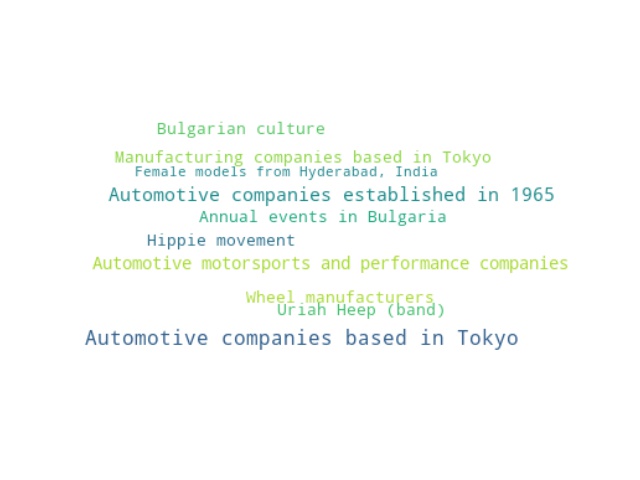 Bulgarian culture
Manufacturing companies based in Tokyo
Female models from Hyderabad, India
Automotive companies established in 1965
Annual events in Bulgaria
Hippie movement
Automotive motorsports and performance companies
Wheel manufacturers
Uriah Heep (band)
Automotive companies based in Tokyo